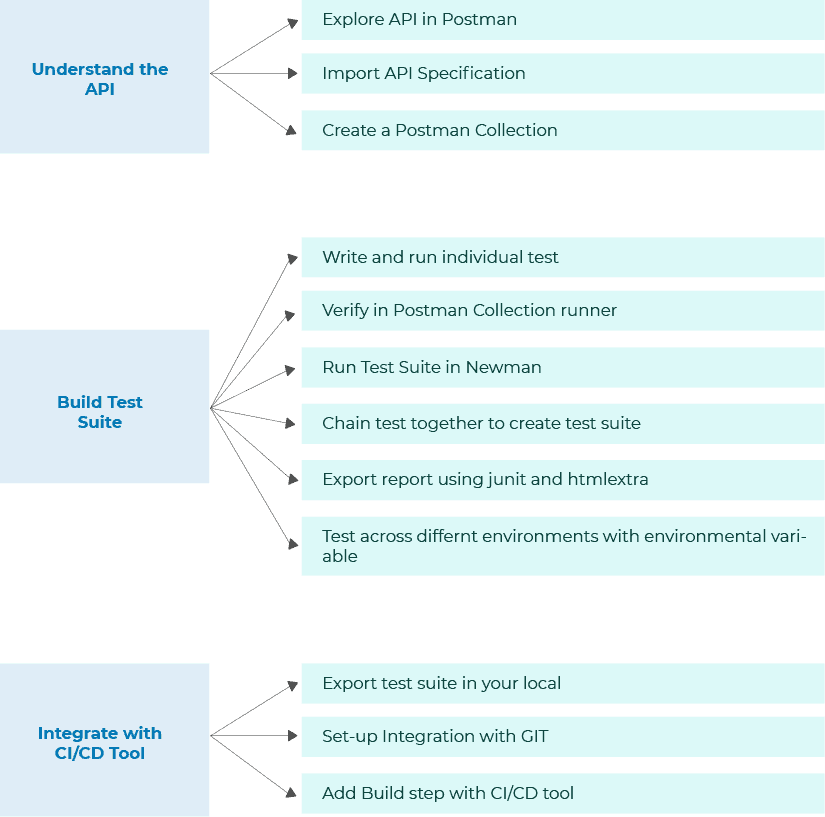 Understand the
API
Explore API in Postman
Import API Specification
Create a Postman Collection
Build Test
Suite
Write and run individual test
Verify in Postman Collection runner
Run Test Suite in Newman
Chain test together to create test suite
Export report using junit and htmlextra
Test across differnt environments with environmental vari-
able
Integrate with
CI/CD Tool
Export test suite in your local
Set-up Integration with GIT
Add Build step with CI/CD tool